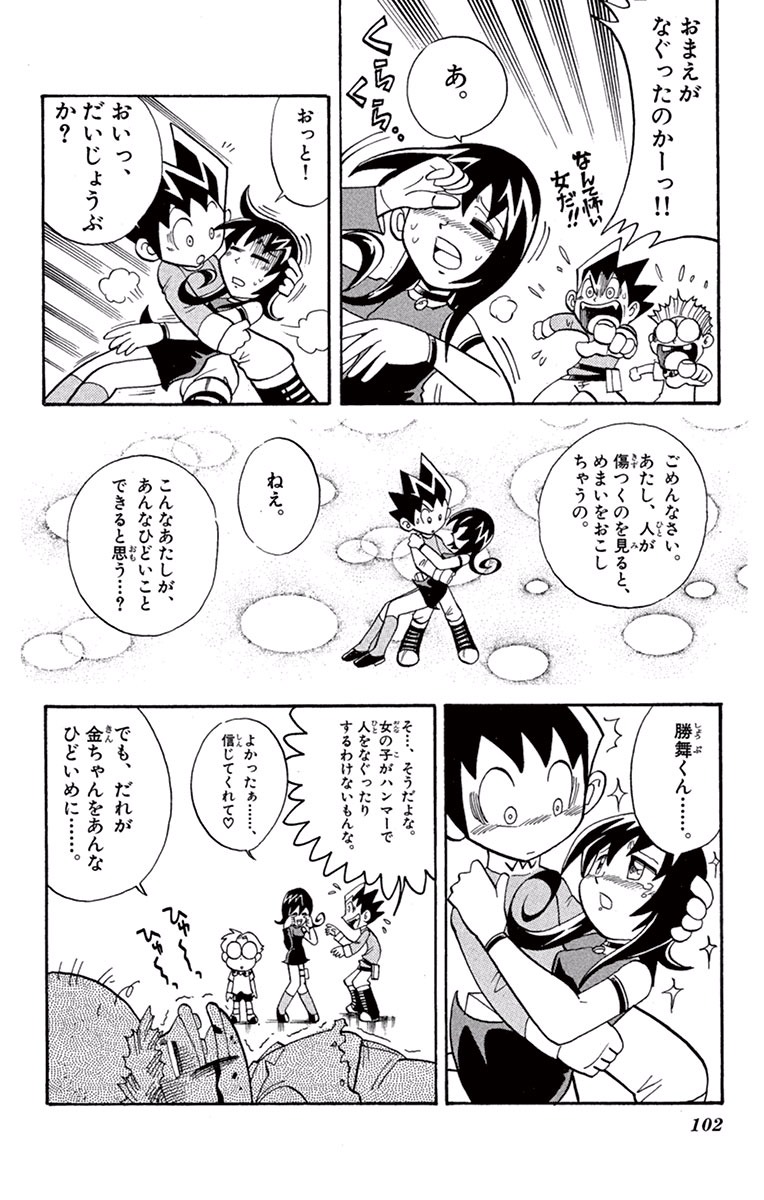 おまえが
なぐったのかーっ!!
なんて怖い
女だ!!
あ。
くらくら。
おっと!
おいっ、
だいじょうぶ
か?
ごめんなさい。
あたし、人が
傷つくのを見ると、
めまいをおこし
ちゃうの。
ねえ。
こんなあたしが、
あんなひどいこと
できると思う…?
勝舞くん……。
そ…、そうだよな。
女の子がハンマーで
人をなぐったり
するわけないもんな。
よかったぁ……、
信じてくれて♡
でも、だれが
金ちゃんをあんな
ひどいめに……。
ひゅ〜
ひゅ〜
102